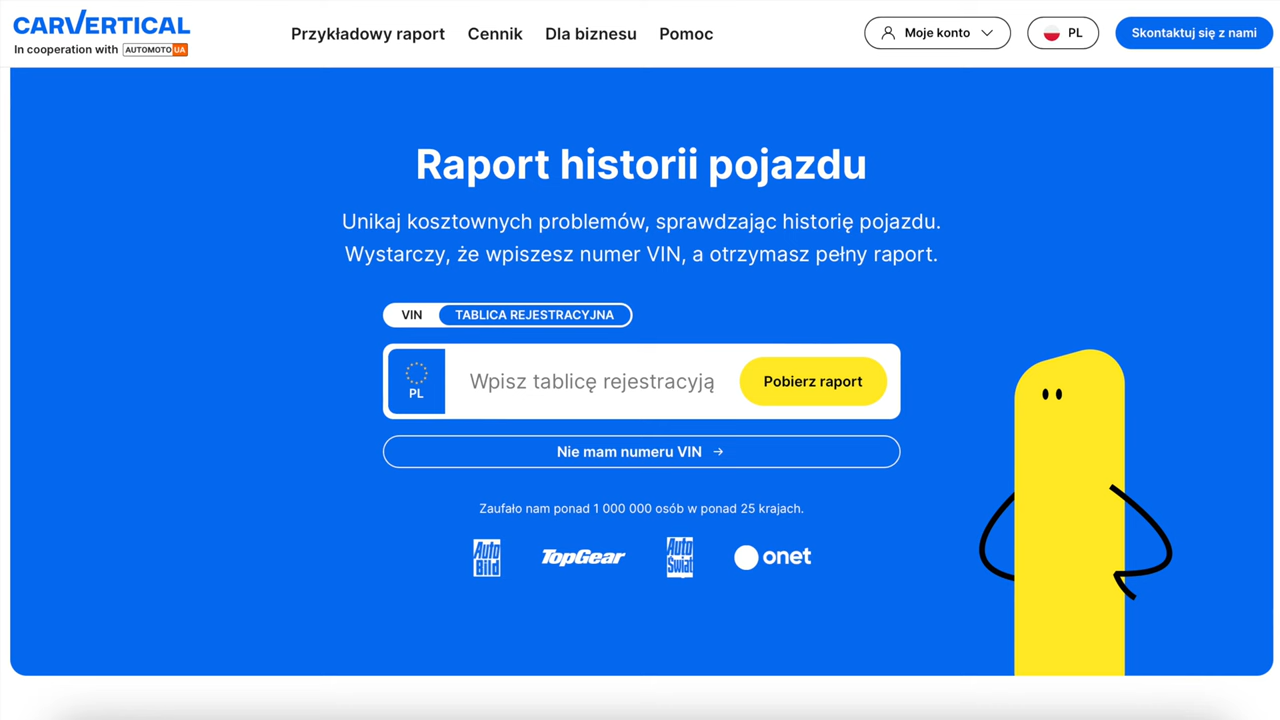 CARVERTICAL
In cooperation with AUTOMOTO UA
Przykładowy raport Cennik Dla biznesu Pomoc
Moje konto PL Skontaktuj się z nami
Raport historii pojazdu
Unikaj kosztownych problemów, sprawdzając historię pojazdu.
Wystarczy, że wpiszesz numer VIN, a otrzymasz pełny raport.
VIN TABLICA REJESTRACYJNA
PL Wpisz tablicę rejestracyją Pobierz raport
Nie mam numeru VIN →
Zaufało nam ponad 1 000 000 osób w ponad 25 krajach.
Auto Bild TopGear Auto Świat onet